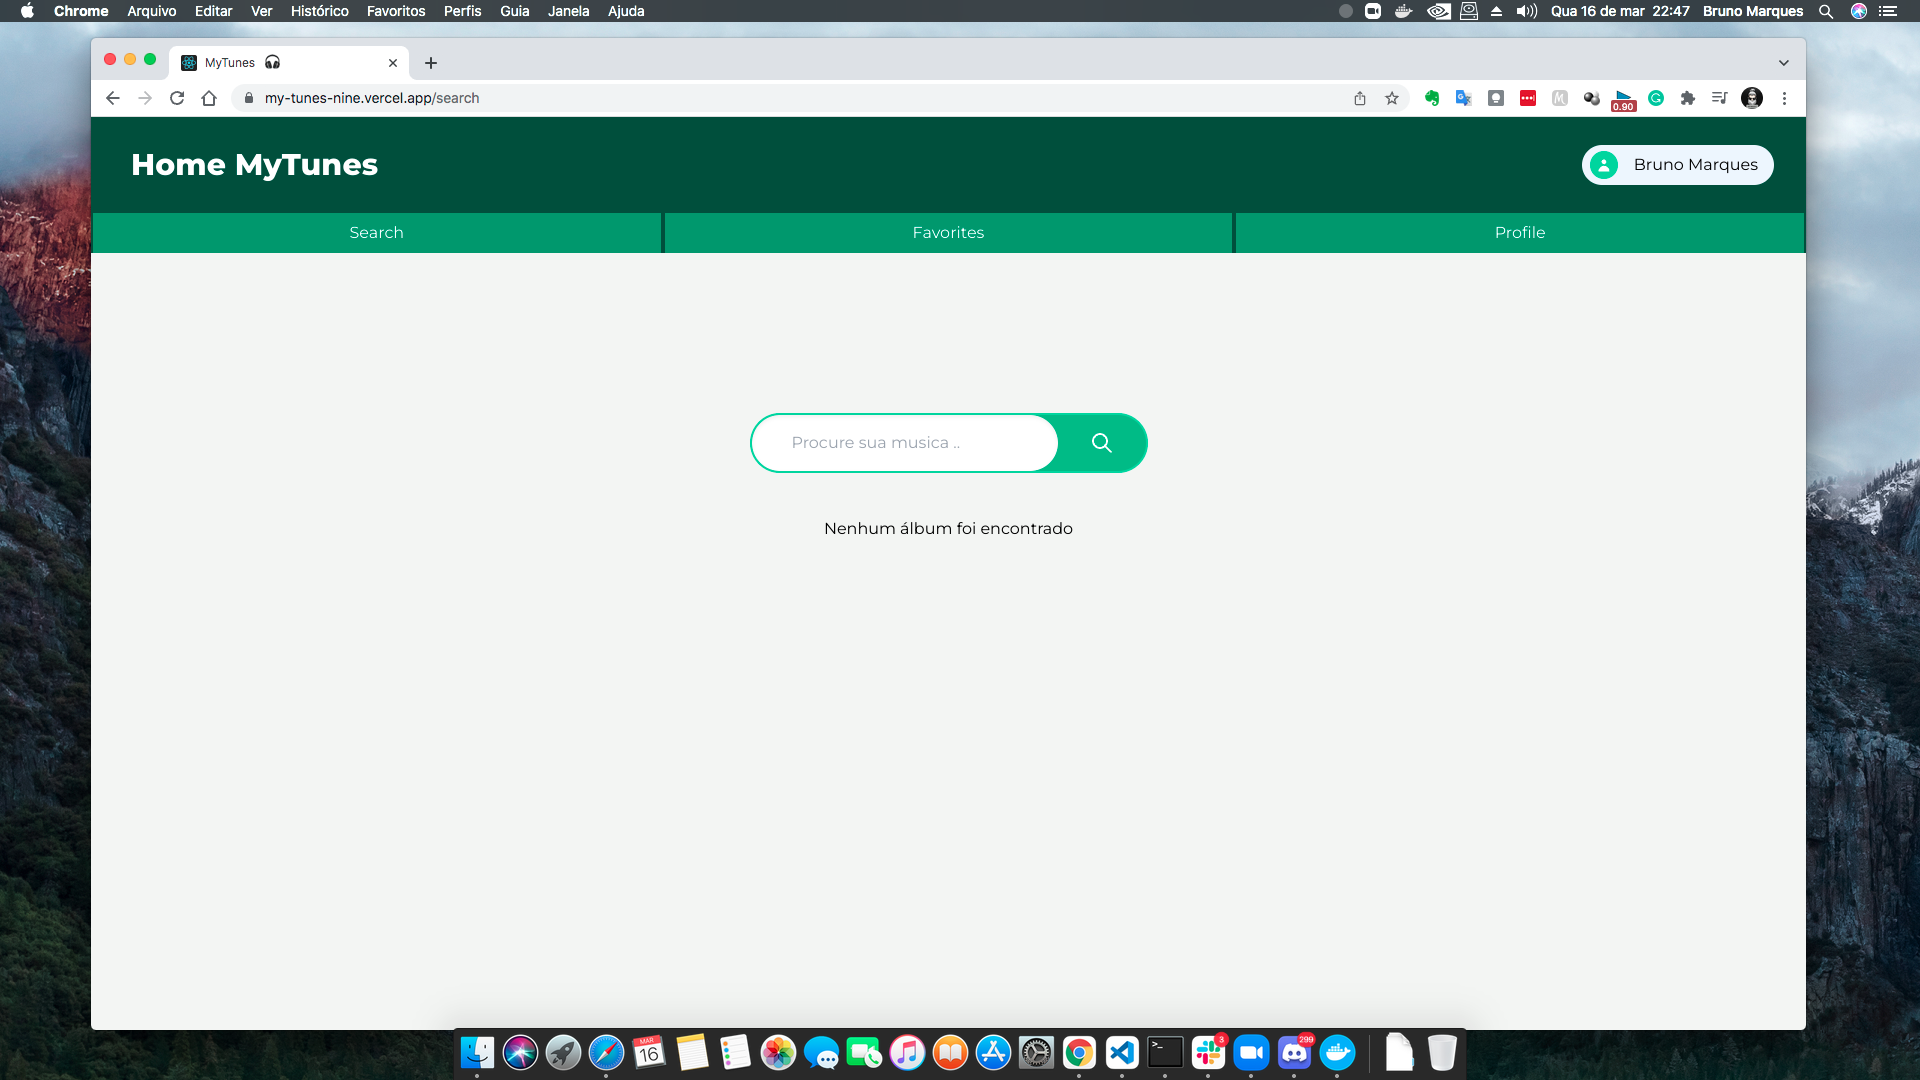 Chrome Arquivo Editar Ver Histórico Favoritos Perfis Guia Janela Ajuda
Qua 16 de mar 22:47 Bruno Marques
MyTunes
my-tunes-nine.vercel.app/search
0.90
Home MyTunes
Bruno Marques
Search
Favorites
Profile
Procure sua musica ..
Nenhum álbum foi encontrado
MAR
16
3
299